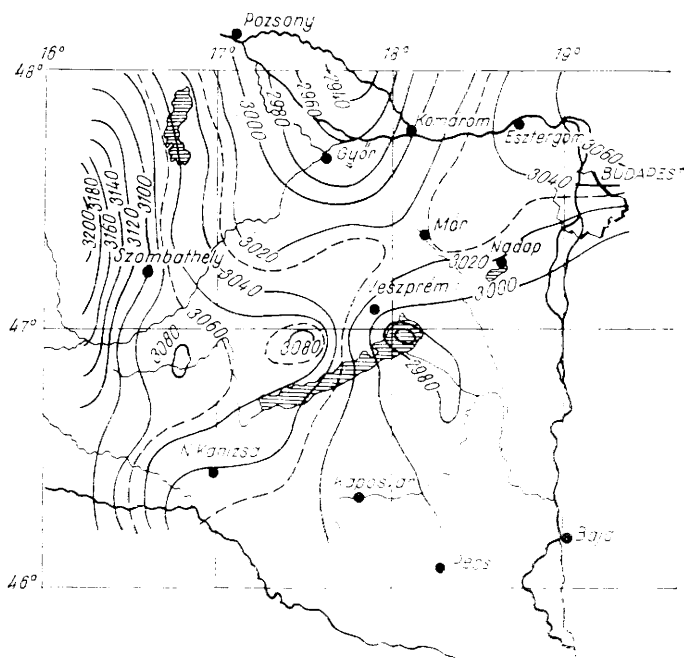 Pozsony
16°
17°
18°
19°
48°
2940
2960
2980
3000
Komarom
Esztergom
Győr
3060
3040
BUDAPEST
3200
3180
3160
3140
3120
3100
3020
Mór
Nadap
3020
3000
Szombathely
3040
Veszprém
47°
3060
3080
3080
2980
N.Kanizsa
Kaposvár
Baja
Pécs
46°